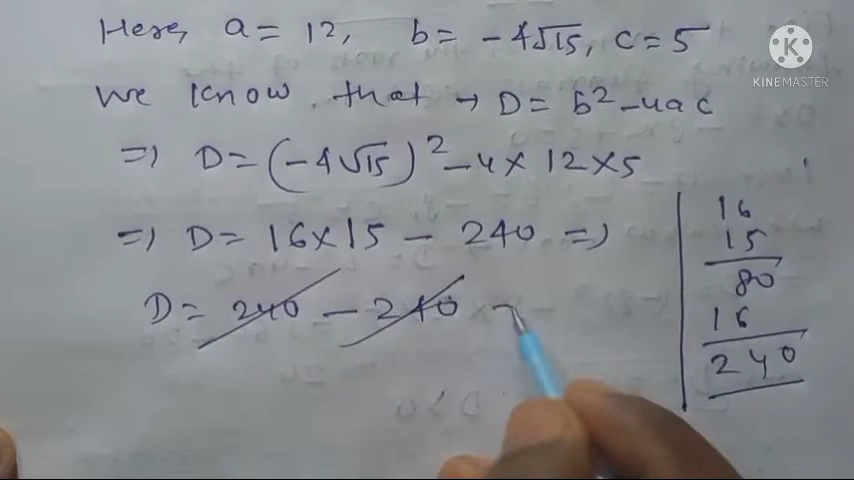 Here, a = 12, b = -4√15, c = 5
We know that → D = b² - 4ac
⇒ D = (-4√15)² - 4 × 12 × 5
⇒ D = 16 × 15 - 240 ⇒
D = 240 - 240
16
15
80
16
240
KINEMASTER